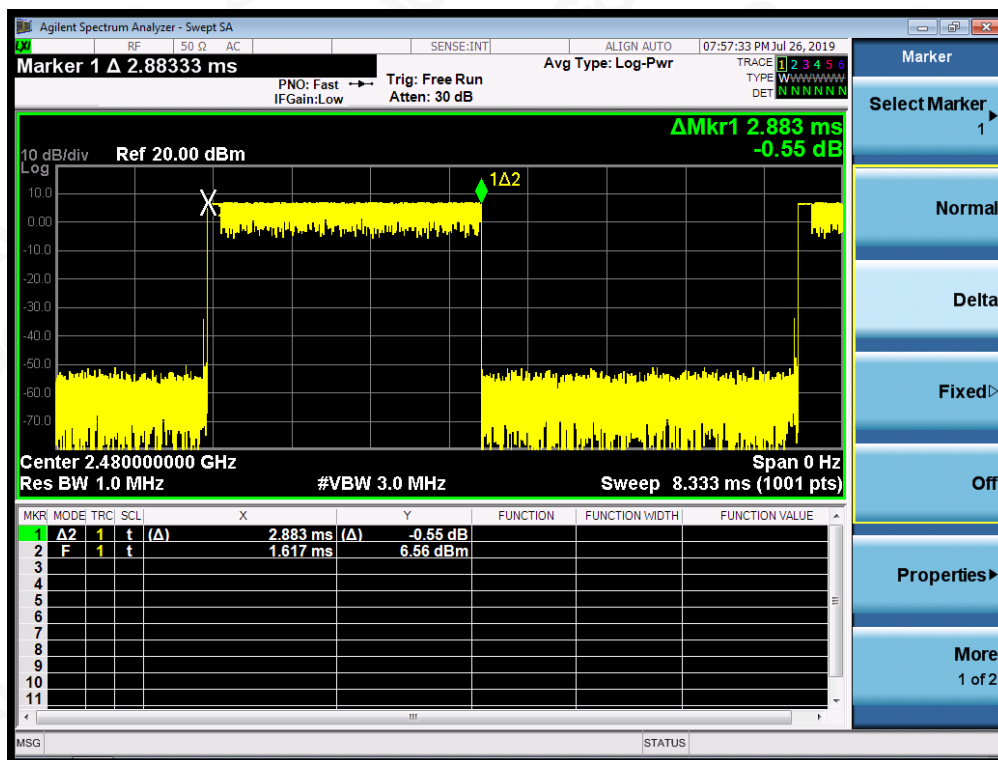 Agilent Spectrum Analyzer - Swept SA
LXI RF 50 Ω AC SENSE:INT ALIGN AUTO 07:57:33 PM Jul 26, 2019
Marker 1 Δ 2.88333 ms
PNO: Fast
IFGain:Low
Trig: Free Run
Atten: 30 dB
Avg Type: Log-Pwr
TRACE 1 2 3 4 5 6
TYPE WWWWWW
DET N N N N N N
ΔMkr1 2.883 ms
-0.55 dB
10 dB/div Ref 20.00 dBm
Log
10.0
0.00
-10.0
-20.0
-30.0
-40.0
-50.0
-60.0
-70.0
1Δ2
Center 2.480000000 GHz Span 0 Hz
Res BW 1.0 MHz #VBW 3.0 MHz Sweep 8.333 ms (1001 pts)
MKR MODE TRC SCL X Y FUNCTION FUNCTION WIDTH FUNCTION VALUE
1 Δ2 1 t (Δ) 2.883 ms (Δ) -0.55 dB
2 F 1 t 1.617 ms 6.56 dBm
3
4
5
6
7
8
9
10
11
MSG STATUS
Marker
Select Marker
1
Normal
Delta
Fixed
Off
Properties
More
1 of 2